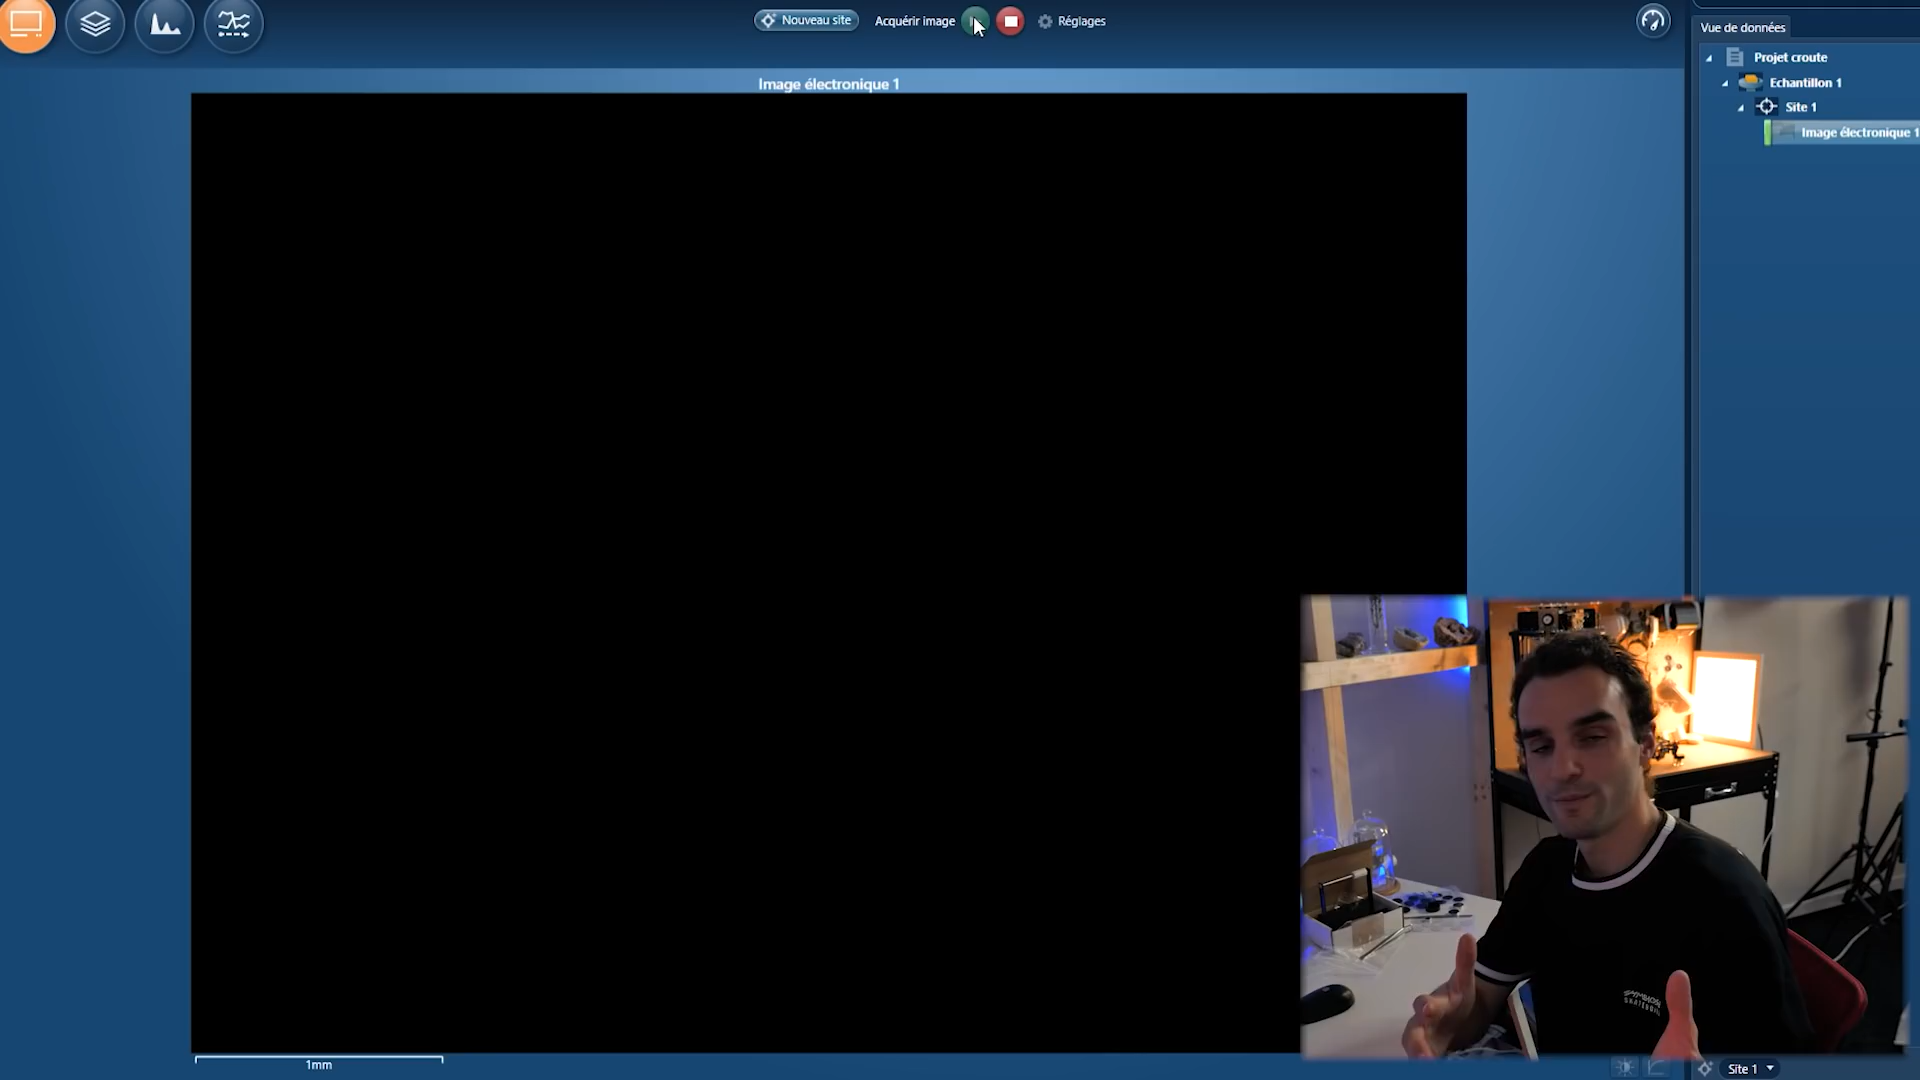 Nouveau site
Acquérir image
Réglages
Vue de données
Projet croute
Echantillon 1
Site 1
Image électronique 1
Image électronique 1
1mm
Site 1